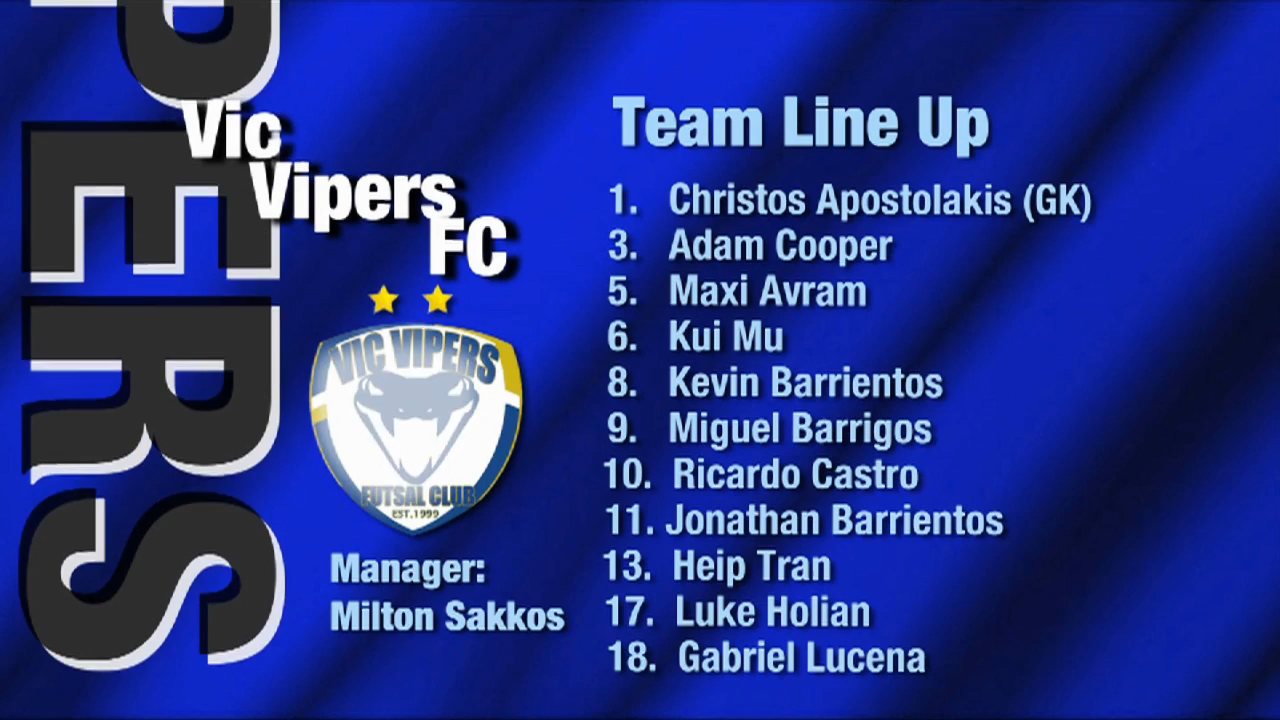 PERS
Vic
Vipers
FC
VIC VIPERS
FUTSAL CLUB
EST.1999
Manager:
Milton Sakkos
Team Line Up
1. Christos Apostolakis (GK)
3. Adam Cooper
5. Maxi Avram
6. Kui Mu
8. Kevin Barrientos
9. Miguel Barrigos
10. Ricardo Castro
11. Jonathan Barrientos
13. Heip Tran
17. Luke Holian
18. Gabriel Lucena